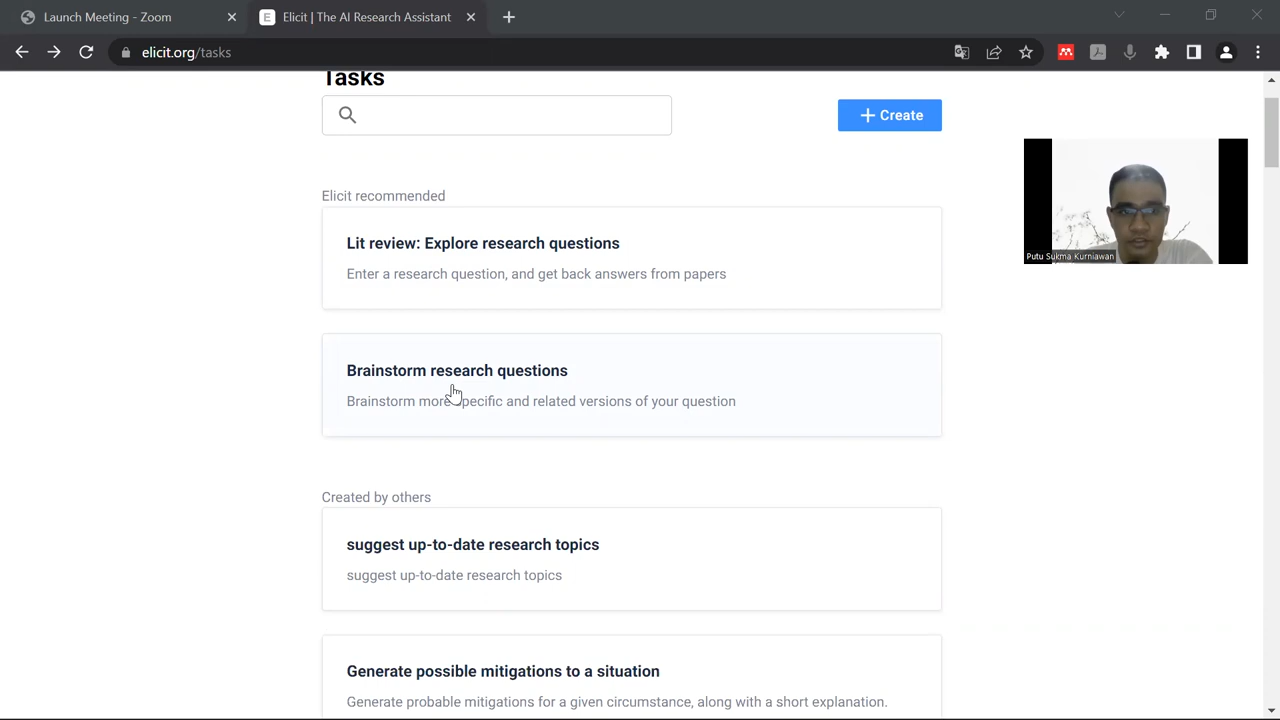 Launch Meeting - Zoom
Elicit | The AI Research Assistant
elicit.org/tasks
Tasks
Create
Elicit recommended
Lit review: Explore research questions
Enter a research question, and get back answers from papers
Putu Sukma Kurniawan
Brainstorm research questions
Brainstorm more specific and related versions of your question
Created by others
suggest up-to-date research topics
suggest up-to-date research topics
Generate possible mitigations to a situation
Generate probable mitigations for a given circumstance, along with a short explanation.